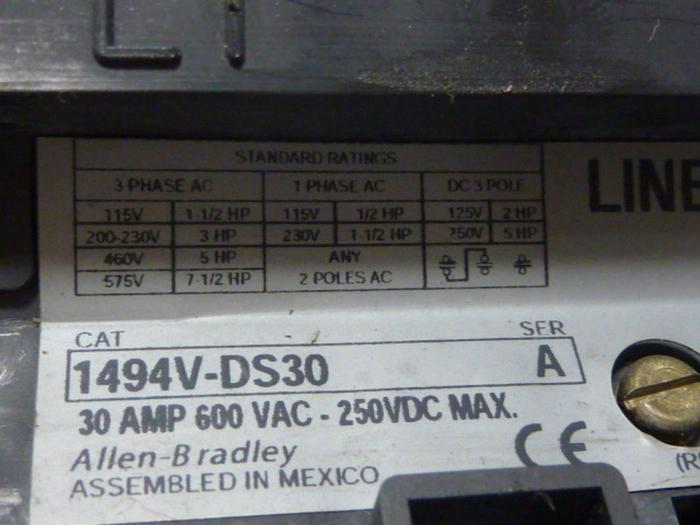 L1
STANDARD RATINGS
3 PHASE AC 1 PHASE AC DC 3 POLE
115V 1-1/2 HP 115V 1/2 HP 125V 2 HP
200-230V 3 HP 230V 1-1/2 HP 250V 5 HP
460V 5 HP ANY
575V 7-1/2 HP 2 POLES AC
LINE
CAT SER
1494V-DS30 A
30 AMP 600 VAC - 250VDC MAX.
Allen-Bradley CE
ASSEMBLED IN MEXICO